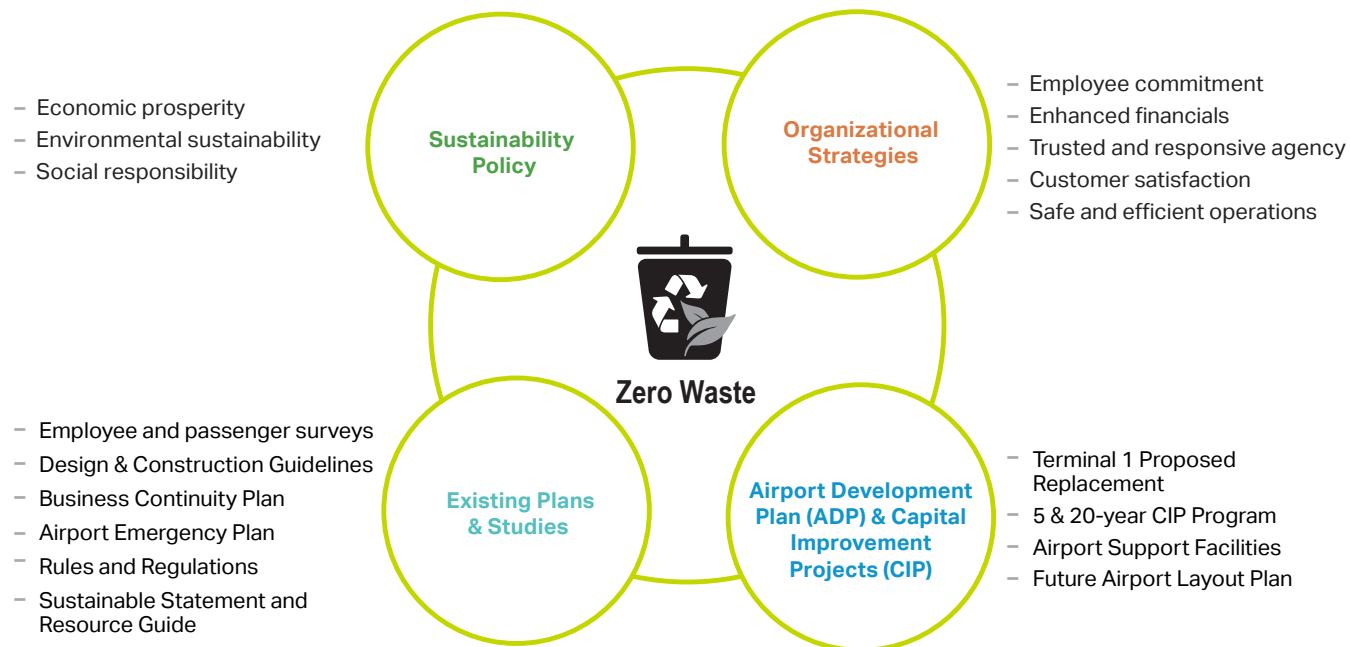 – Economic prosperity
– Environmental sustainability
– Social responsibility
Sustainability
Policy
Organizational
Strategies
– Employee commitment
– Enhanced financials
– Trusted and responsive agency
– Customer satisfaction
– Safe and efficient operations
Zero Waste
– Employee and passenger surveys
– Design & Construction Guidelines
– Business Continuity Plan
– Airport Emergency Plan
– Rules and Regulations
– Sustainable Statement and
Resource Guide
Existing Plans
& Studies
Airport Development
Plan (ADP) & Capital
Improvement
Projects (CIP)
– Terminal 1 Proposed
Replacement
– 5 & 20-year CIP Program
– Airport Support Facilities
– Future Airport Layout Plan